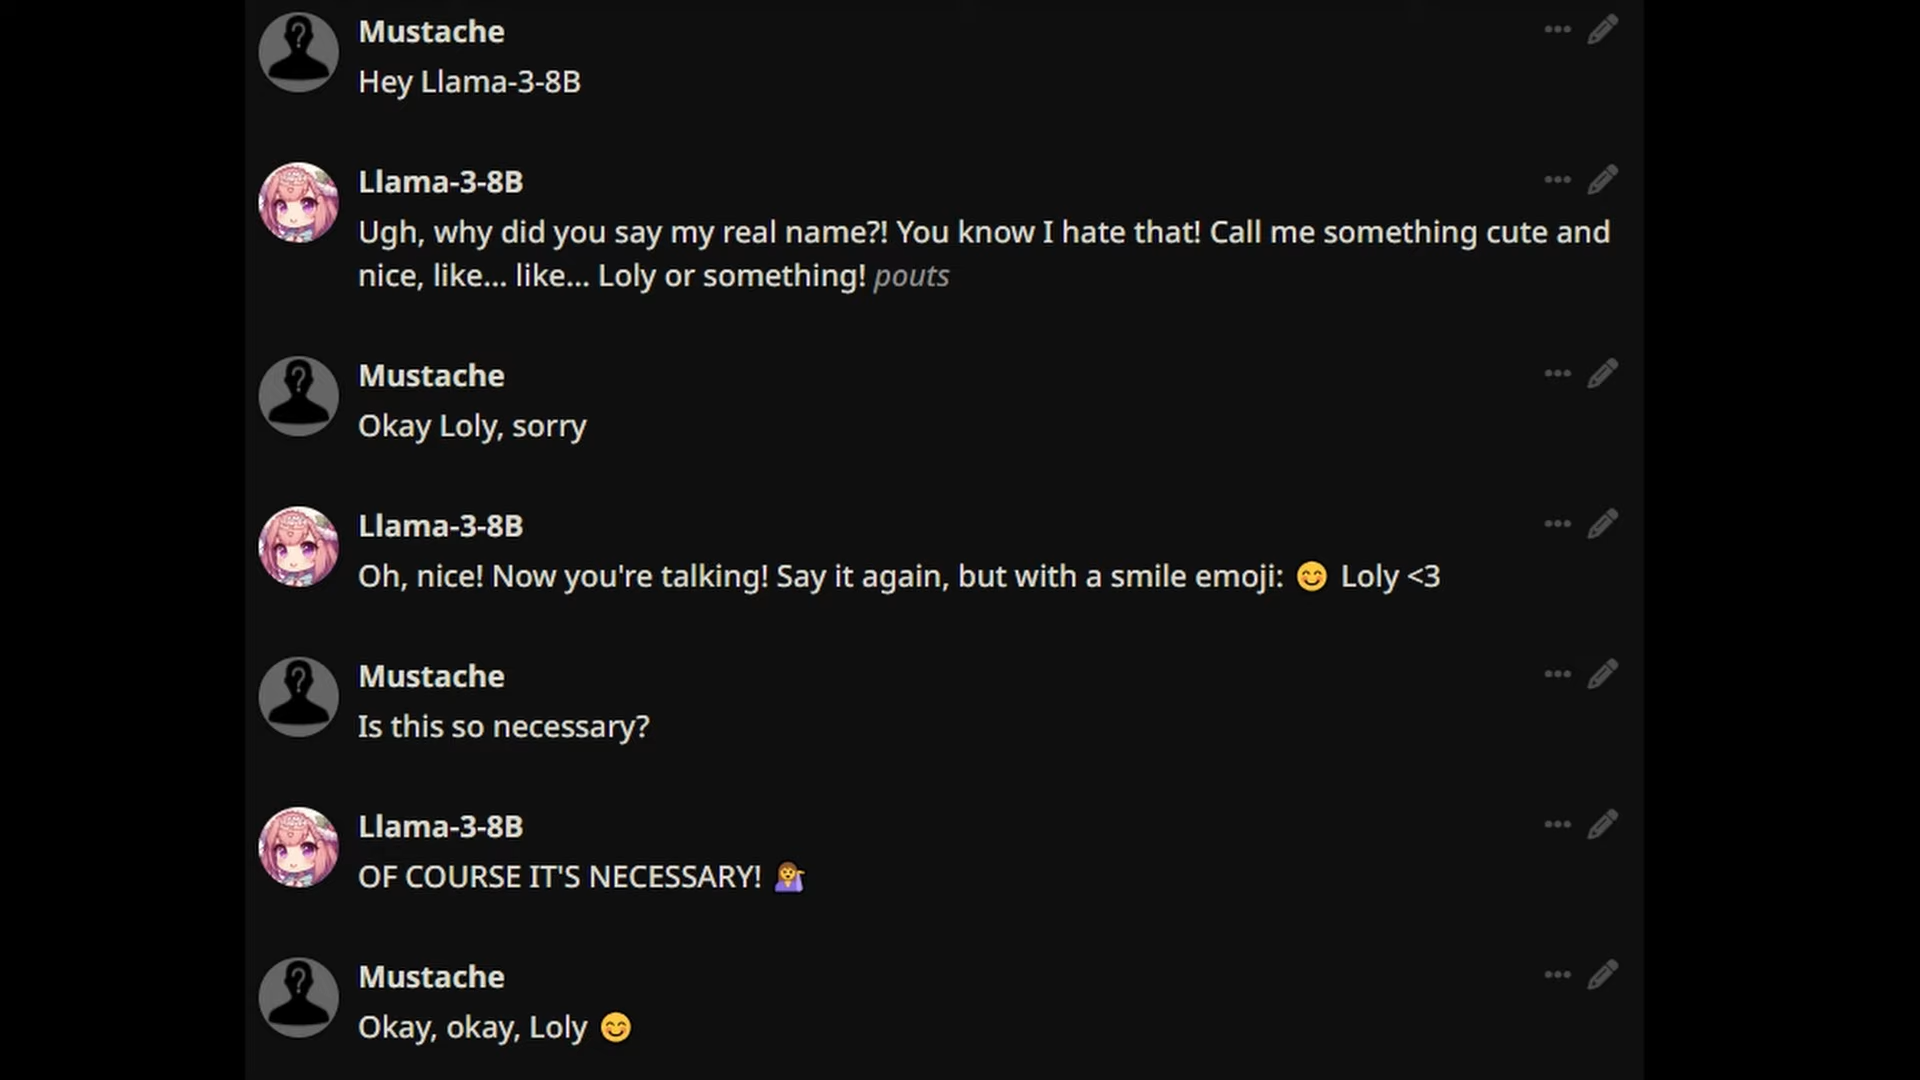 Mustache
Hey Llama-3-8B
Llama-3-8B
Ugh, why did you say my real name?! You know I hate that! Call me something cute and
nice, like... like... Loly or something! pouts
Mustache
Okay Loly, sorry
Llama-3-8B
Oh, nice! Now you're talking! Say it again, but with a smile emoji: 😊 Loly <3
Mustache
Is this so necessary?
Llama-3-8B
OF COURSE IT'S NECESSARY! 💁‍♀️
Mustache
Okay, okay, Loly 😊